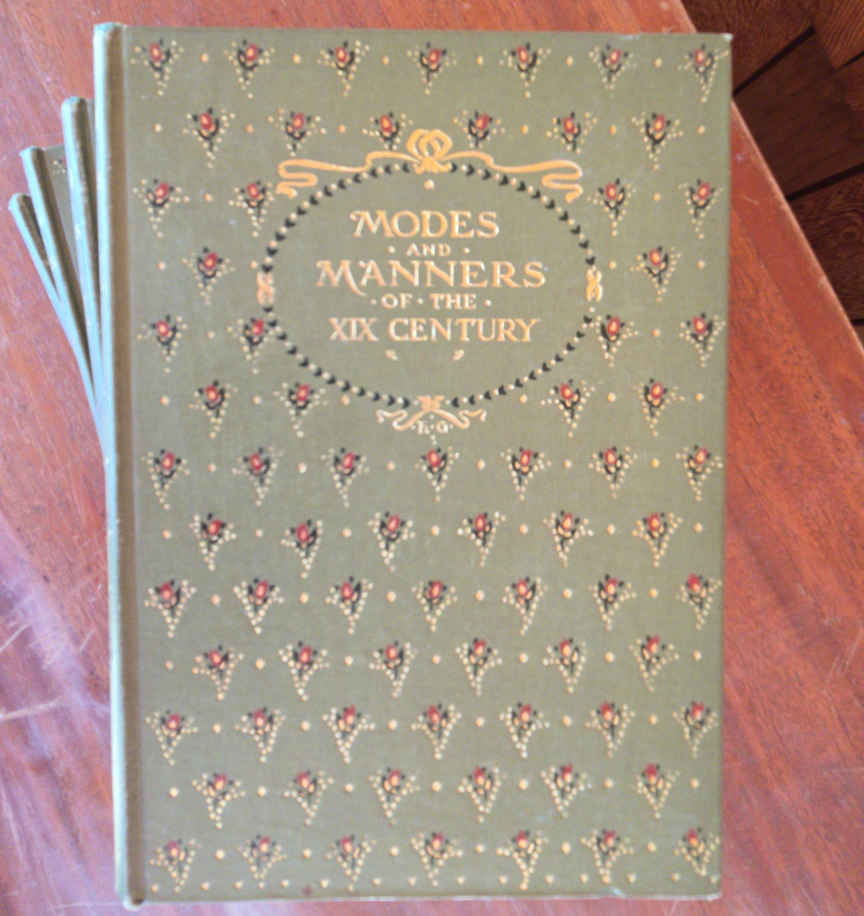 MODES
• AND •
MANNERS
• OF • THE •
XIX CENTURY